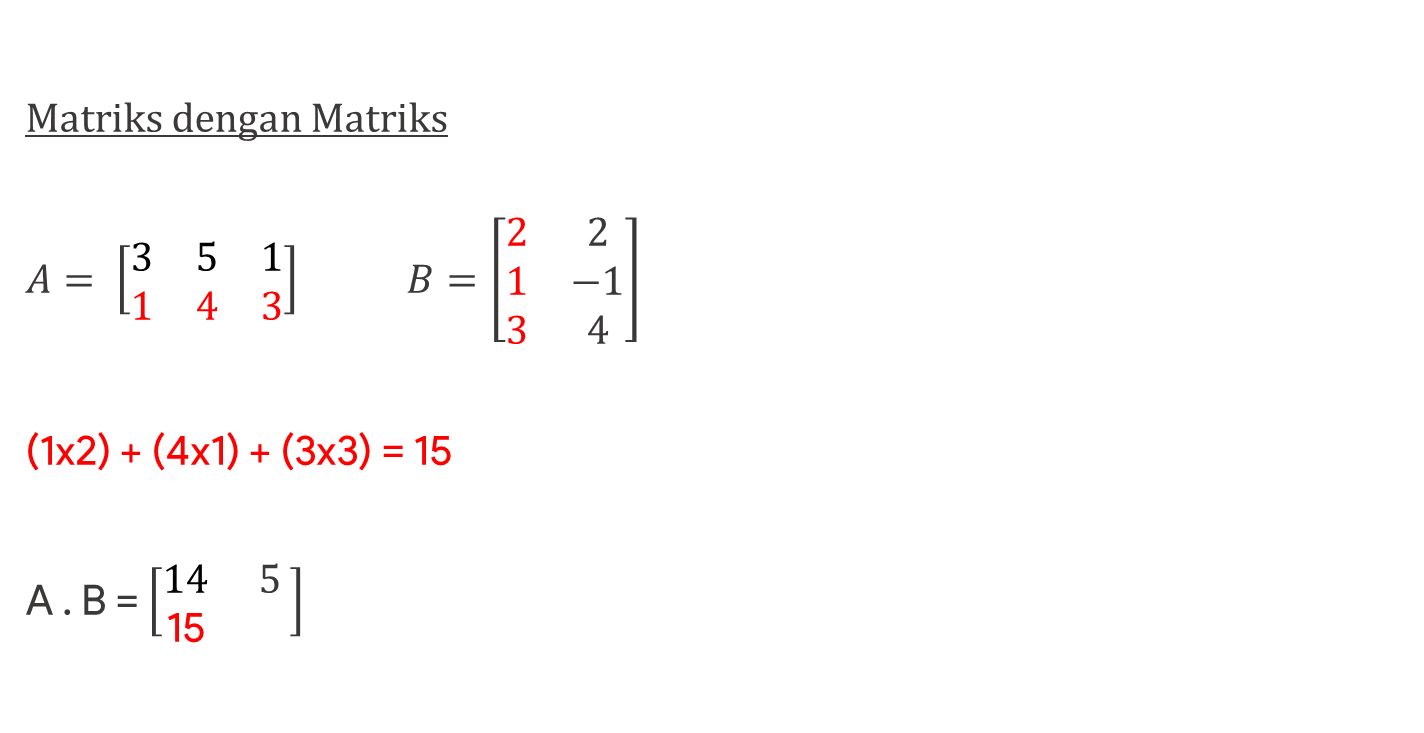 Matriks dengan Matriks
A = [3 5 1
1 4 3]
B = [2 2
1 −1
3 4]
(1x2) + (4x1) + (3x3) = 15
A . B = [14 5
15]